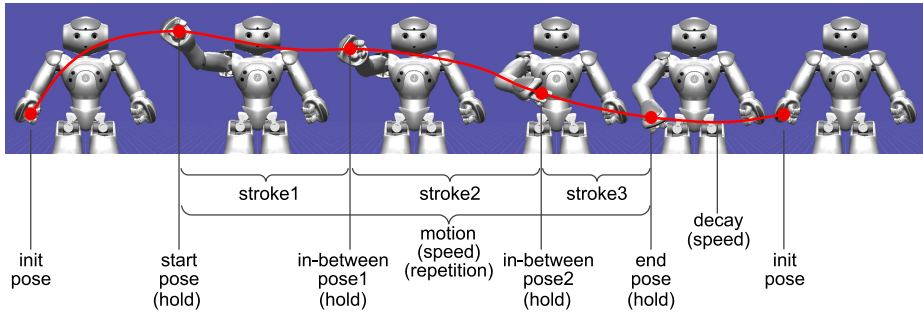 stroke1
stroke2
stroke3
motion
(speed)
(repetition)
decay
(speed)
init
pose
start
pose
(hold)
in-between
pose1
(hold)
in-between
pose2
(hold)
end
pose
(hold)
init
pose